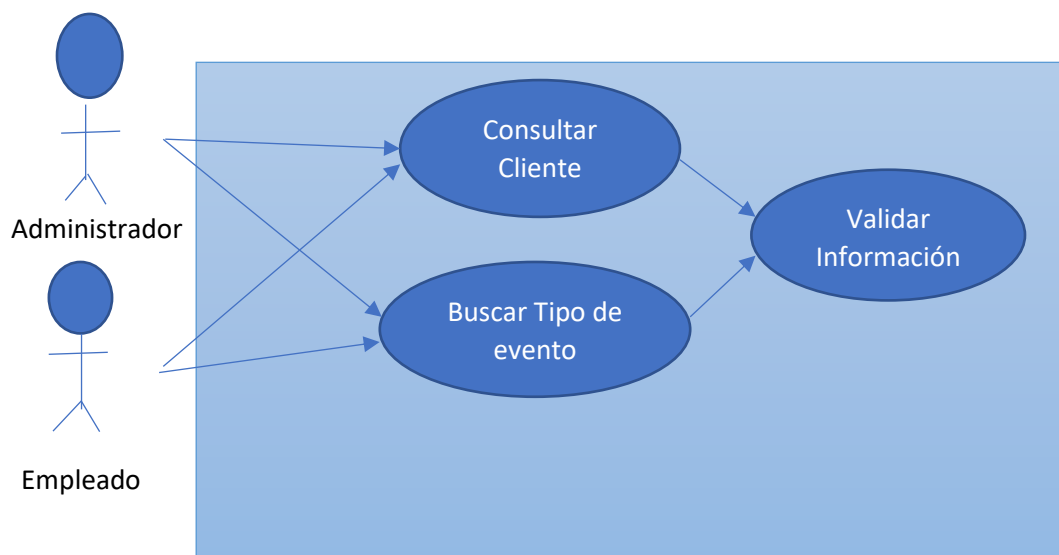 Consultar
Cliente
Administrador
Validar
Información
Buscar Tipo de
evento
Empleado